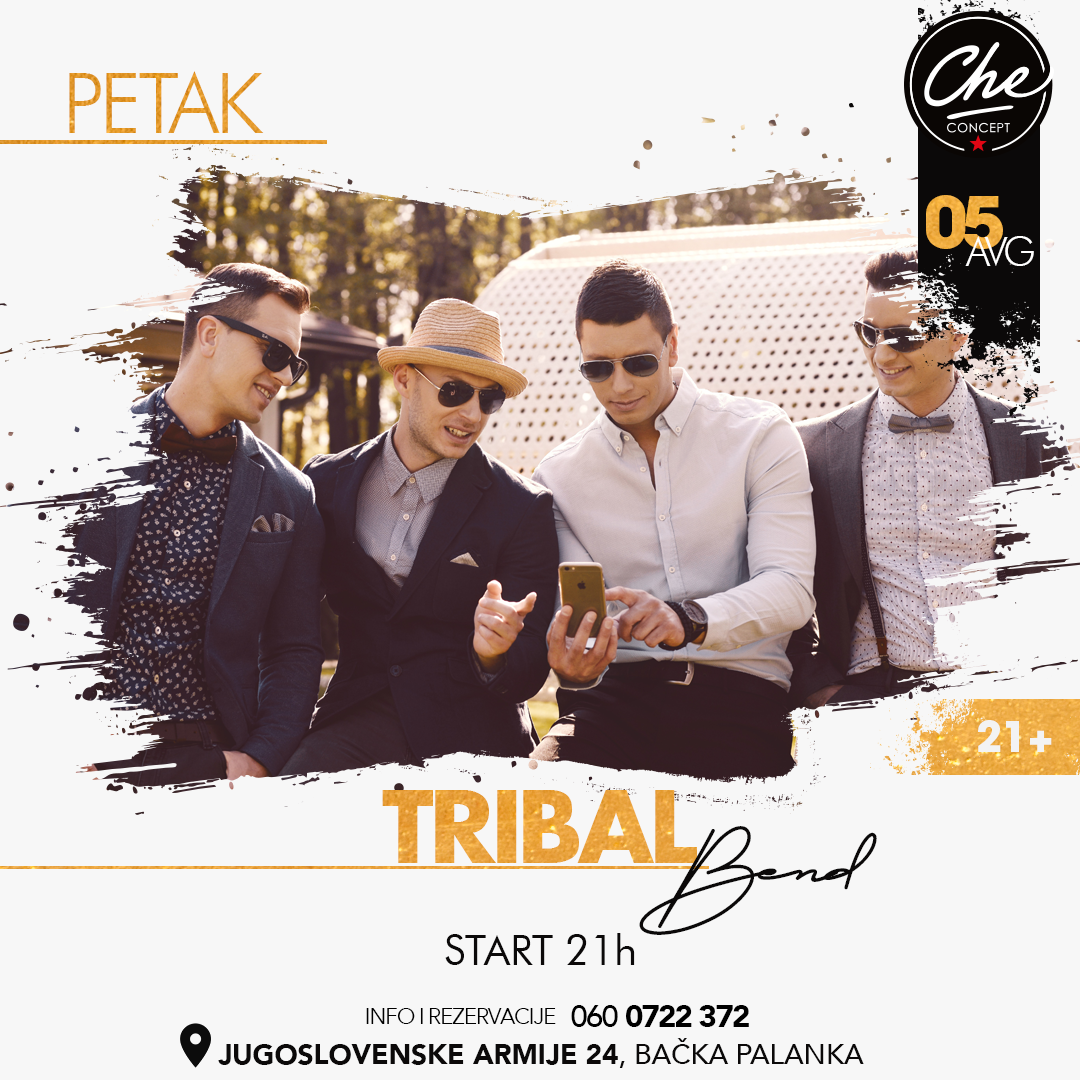 PETAK
Che
CONCEPT
05
AVG
21+
TRIBAL
Bend
START 21h
INFO I REZERVACIJE 060 0722 372
JUGOSLOVENSKE ARMIJE 24, BAČKA PALANKA